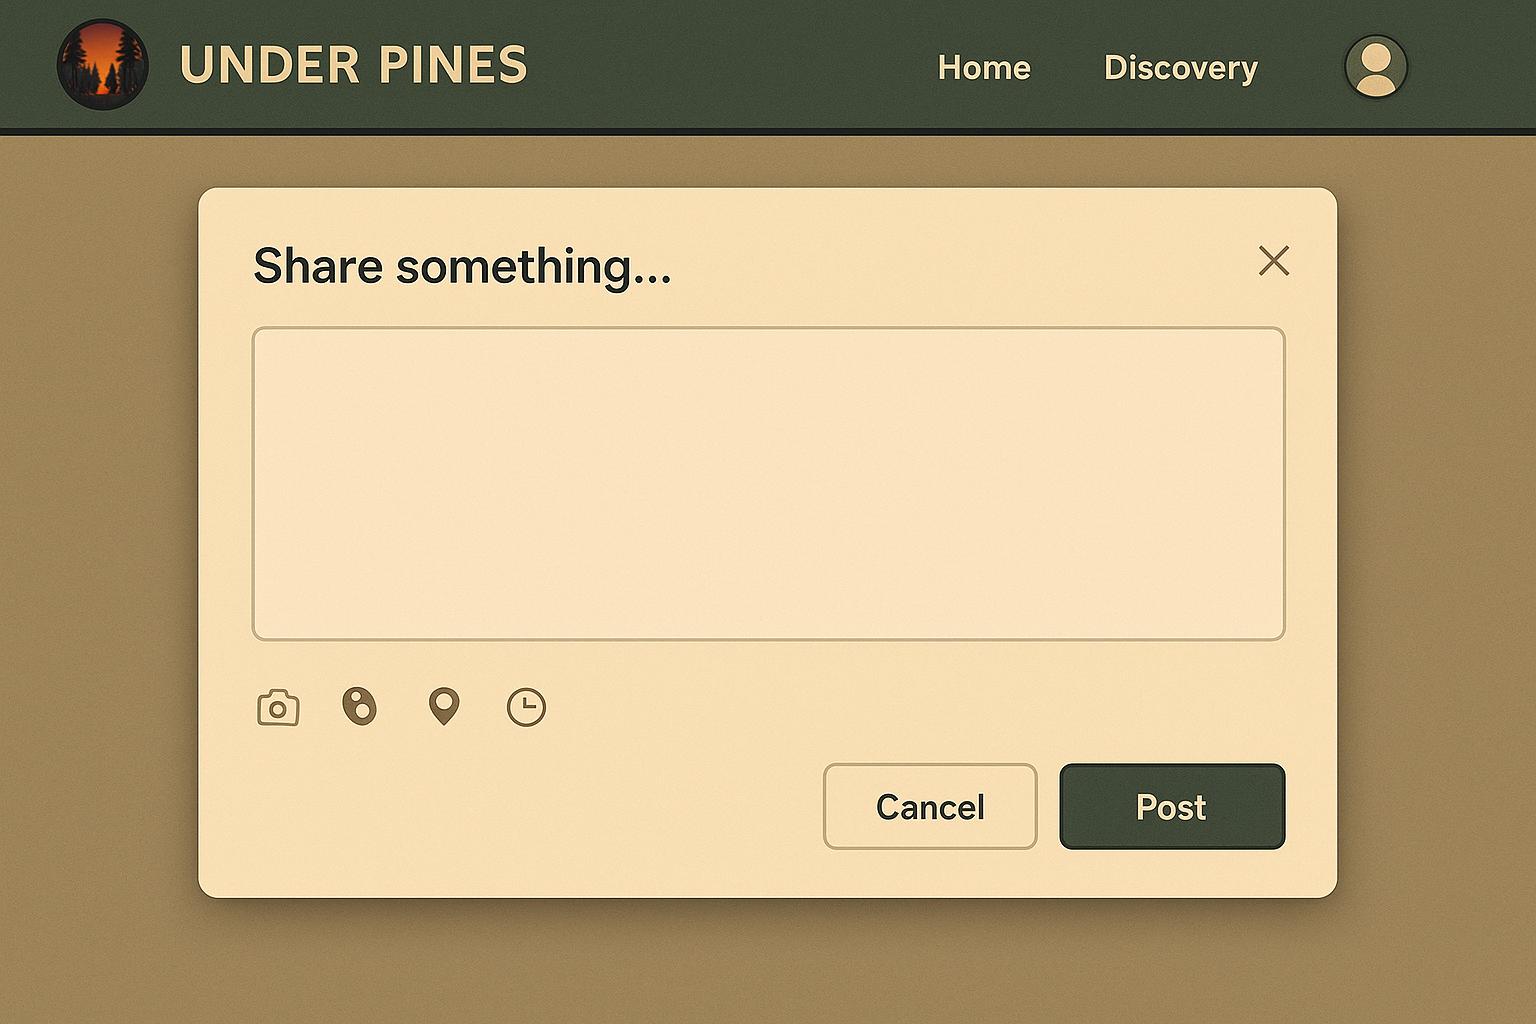 UNDER PINES
Home
Discovery
Share something...
Cancel
Post